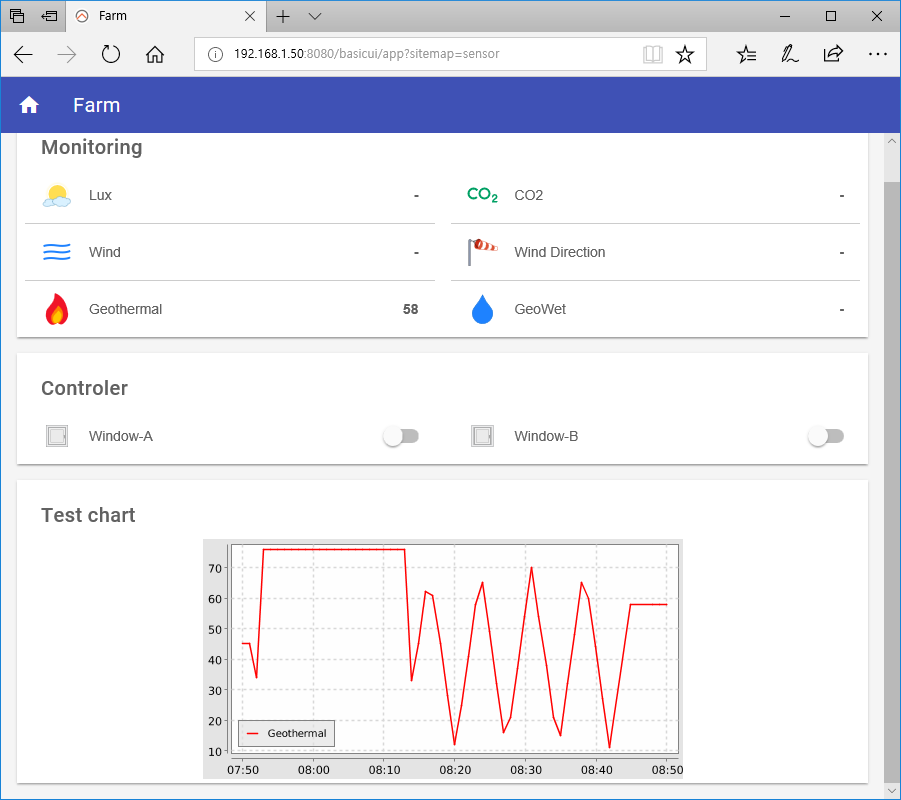 Farm
192.168.1.50:8080/basicui/app?sitemap=sensor
Farm
Monitoring
Lux -
CO2 CO2 -
Wind -
Wind Direction -
Geothermal 58
GeoWet -
Controler
Window-A
Window-B
Test chart
70
60
50
40
30
20
10
Geothermal
07:50 08:00 08:10 08:20 08:30 08:40 08:50